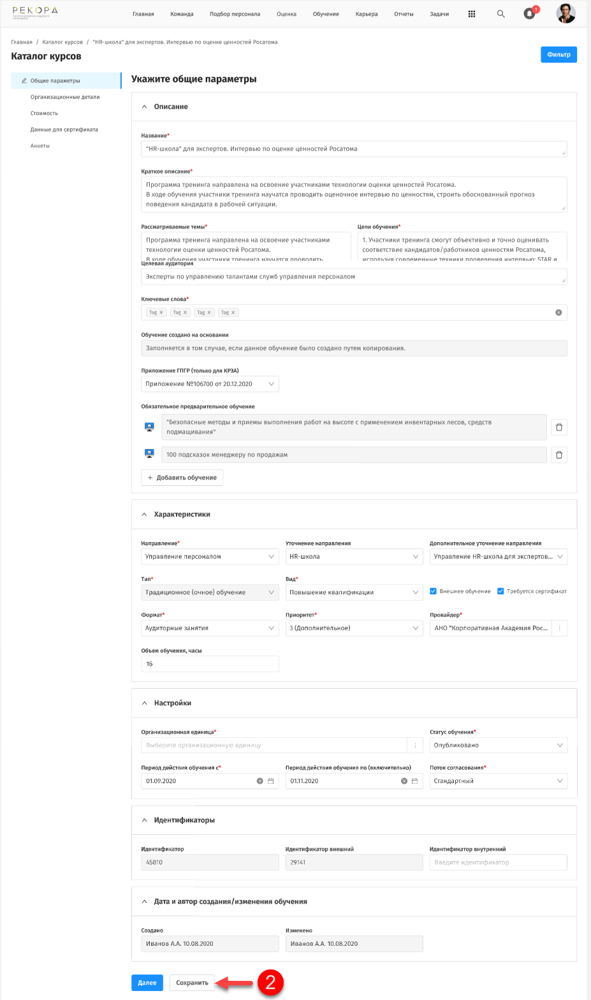 РЕКОРА
Система развития кадрового
потенциала
Главная
Команда
Подбор персонала
Оценка
Обучение
Карьера
Отчеты
Задачи
1
Главная / Каталог курсов / "HR-школа" для экспертов. Интервью по оценке ценностей Росатома
Каталог курсов
Фильтр
Общие параметры
Организационные детали
Стоимость
Данные для сертификата
Анкеты
Укажите общие параметры
Описание
Название*
"HR-школа" для экспертов. Интервью по оценке ценностей Росатома
Краткое описание*
Программа тренинга направлена на освоение участниками технологии оценки ценностей Росатома.
В ходе обучения участники тренинга научатся проводить оценочное интервью по ценностям, строить обоснованный прогноз
поведения кандидата в рабочей ситуации.
Рассматриваемые темы*
Программа тренинга направлена на освоение участниками
технологии оценки ценностей Росатома.
В ходе обучения участники тренинга научатся проводить
Цели обучения*
1. Участники тренинга смогут объективно и точно оценивать
соответствие кандидатов/работников ценностям Росатома,
используя современные техники проведения интервью: STAR и
Целевая аудитория
Эксперты по управлению талантами служб управления персоналом
Ключевые слова*
Tag × Tag × Tag × Tag ×
Обучение создано на основании
Заполняется в том случае, если данное обучение было создано путем копирования.
Приложение ГПГР (только для КРЭА)
Приложение №106700 от 20.12.2020
Обязательное предварительное обучение
"Безопасные методы и приемы выполнения работ на высоте с применением инвентарных лесов, средств
подмащивания"
100 подсказок менеджеру по продажам
+ Добавить обучение
Характеристики
Направление*
Управление персоналом
Уточнение направления
HR-школа
Дополнительное уточнение направления
Управление HR-школа для экспертов...
Тип*
Традиционное (очное) обучение
Вид*
Повышение квалификации
Внешнее обучение
Требуется сертификат
Формат*
Аудиторные занятия
Приоритет*
3 (Дополнительное)
Провайдер*
АНО "Корпоративная Академия Рос...
Объем обучения, часы
16
Настройки
Организационная единица*
Выберите организационную единицу
Статус обучения*
Опубликовано
Период действия обучения с*
01.09.2020
Период действия обучения по (включительно)
01.11.2020
Поток согласования*
Стандартный
Идентификаторы
Идентификатор
45810
Идентификатор внешний
29141
Идентификатор внутренний
Введите идентификатор
Дата и автор создания/изменения обучения
Создано
Иванов А.А. 10.08.2020
Изменено
Иванов А.А. 10.08.2020
Далее
Сохранить
2